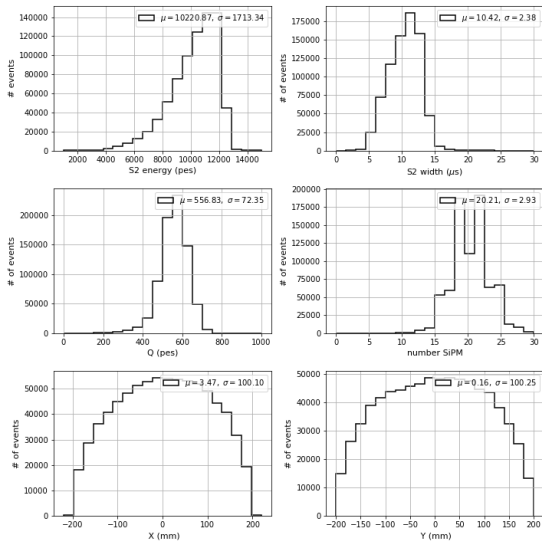 μ = 10220.87, σ = 1713.34
# of events
140000
120000
100000
80000
60000
40000
20000
0
2000 4000 6000 8000 10000 12000 14000
S2 energy (pes)
μ = 10.42, σ = 2.38
# of events
175000
150000
125000
100000
75000
50000
25000
0
0 5 10 15 20 25 30
S2 width (μs)
μ = 556.83, σ = 72.35
# of events
200000
150000
100000
50000
0
0 200 400 600 800 1000
Q (pes)
μ = 20.21, σ = 2.93
# of events
200000
175000
150000
125000
100000
75000
50000
25000
0
0 5 10 15 20 25 30
number SiPM
μ = 3.47, σ = 100.10
# of events
50000
40000
30000
20000
10000
0
−200 −100 0 100 200
X (mm)
μ = 0.16, σ = 100.25
# of events
50000
40000
30000
20000
10000
0
−200 −150 −100 −50 0 50 100 150 200
Y (mm)